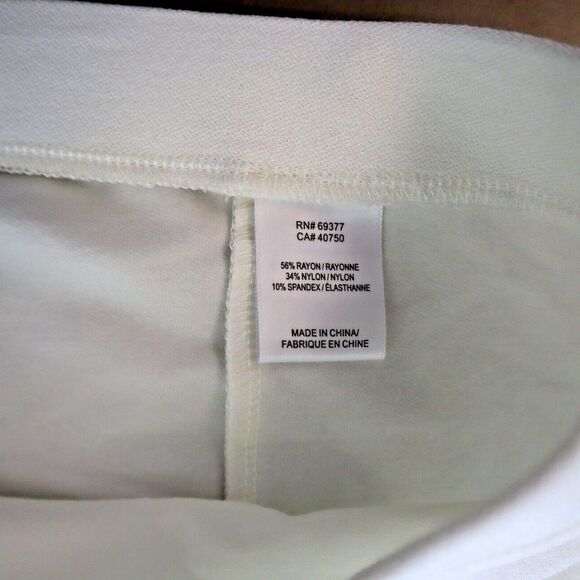 RN# 69377
CA# 40750
56% RAYON / RAYONNE
34% NYLON / NYLON
10% SPANDEX / ÉLASTHANNE
MADE IN CHINA/
FABRIQUE EN CHINE